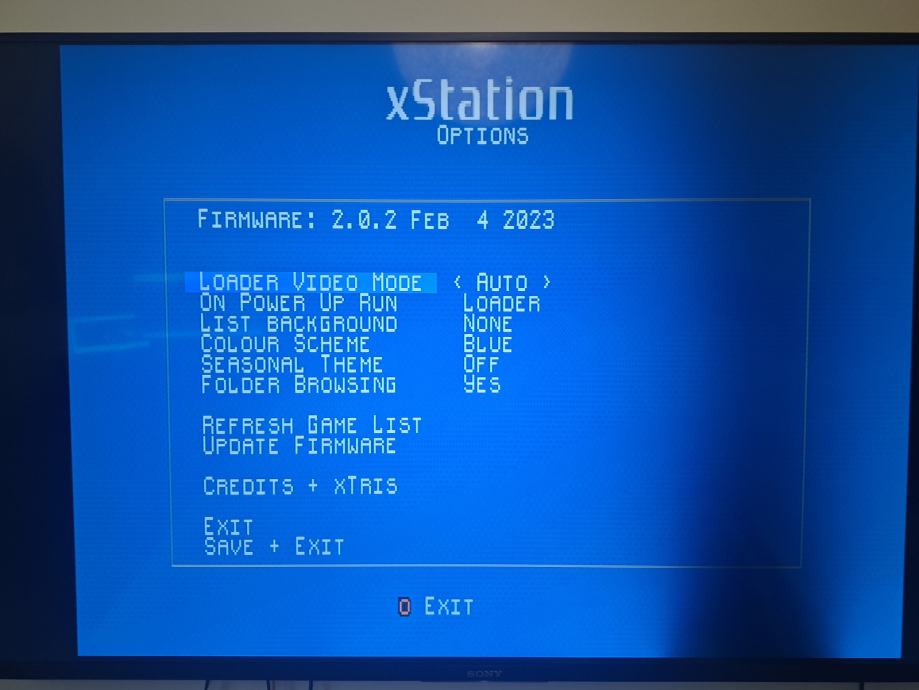 xStation
OPTIONS
FIRMWARE: 2.0.2 FEB 4 2023
LOADER VIDEO MODE < AUTO >
ON POWER UP RUN LOADER
LIST BACKGROUND NONE
COLOUR SCHEME BLUE
SEASONAL THEME OFF
FOLDER BROWSING YES
REFRESH GAME LIST
UPDATE FIRMWARE
CREDITS + XTRIS
EXIT
SAVE + EXIT
O EXIT
SONY